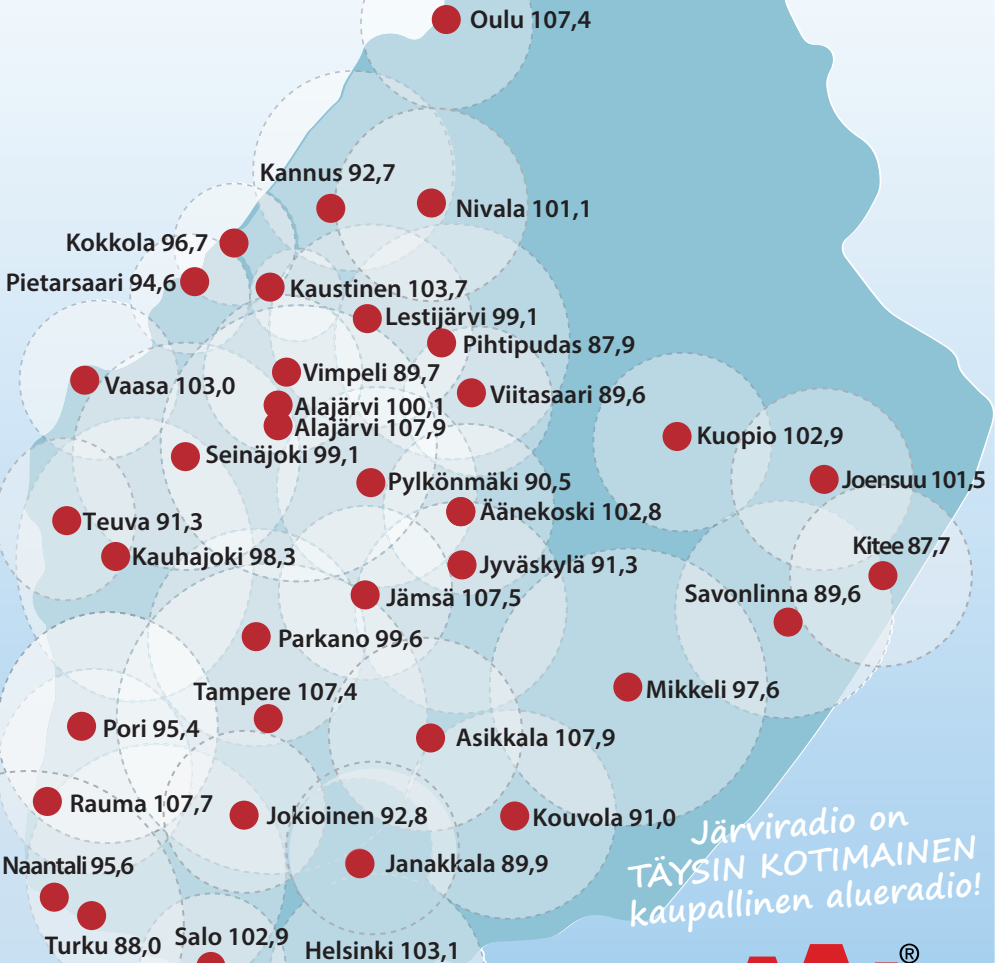 Oulu 107,4
Kannus 92,7
Nivala 101,1
Kokkola 96,7
Pietarsaari 94,6
Kaustinen 103,7
Lestijärvi 99,1
Pihtipudas 87,9
Vimpeli 89,7
Vaasa 103,0
Viitasaari 89,6
Alajärvi 100,1
Alajärvi 107,9
Kuopio 102,9
Seinäjoki 99,1
Joensuu 101,5
Pylkönmäki 90,5
Äänekoski 102,8
Teuva 91,3
Kitee 87,7
Kauhajoki 98,3
Jyväskylä 91,3
Savonlinna 89,6
Jämsä 107,5
Parkano 99,6
Tampere 107,4
Mikkeli 97,6
Pori 95,4
Asikkala 107,9
Rauma 107,7
Jokioinen 92,8
Kouvola 91,0
Järviradio on
TÄYSIN KOTIMAINEN
kaupallinen alueradio!
Naantali 95,6
Janakkala 89,9
Turku 88,0
Salo 102,9
Helsinki 103,1
®